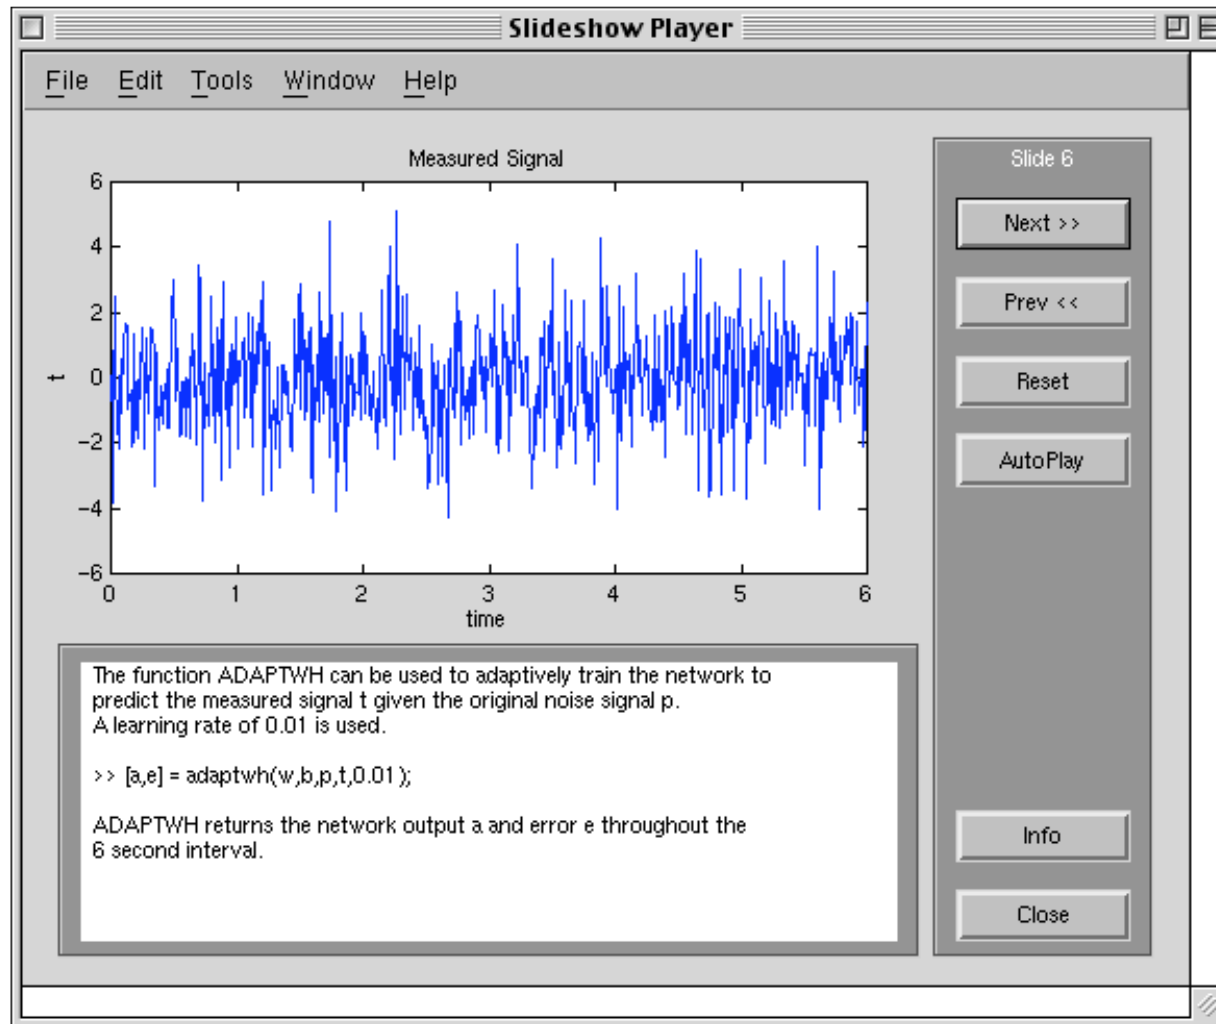 Slideshow Player
File Edit Tools Window Help
Measured Signal
6
4
2
0
−2
−4
−6
t
0 1 2 3 4 5 6
time
The function ADAPTWH can be used to adaptively train the network to
predict the measured signal t given the original noise signal p.
A learning rate of 0.01 is used.
>> [a,e] = adaptwh(w,b,p,t,0.01);
ADAPTWH returns the network output a and error e throughout the
6 second interval.
Slide 6
Next >>
Prev <<
Reset
AutoPlay
Info
Close